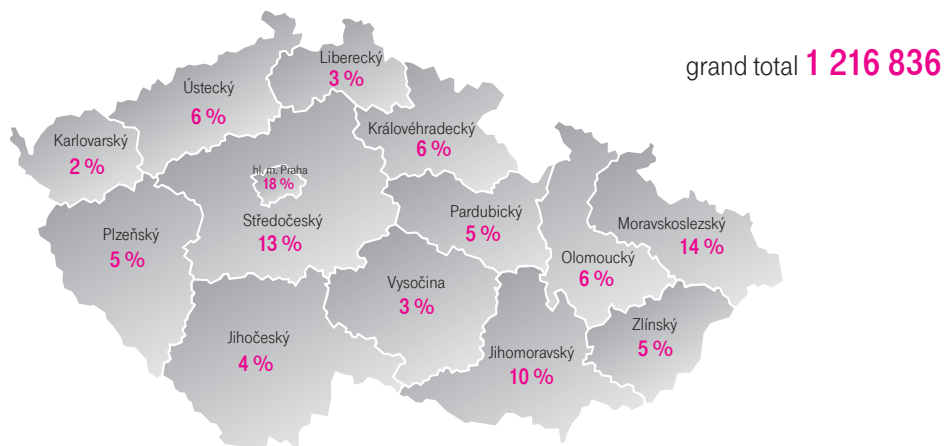 grand total 1 216 836
Liberecký
3 %
Ústecký
6 %
Královéhradecký
6 %
Karlovarský
2 %
hl. m. Praha
18 %
Středočeský
13 %
Pardubický
5 %
Moravskoslezský
14 %
Plzeňský
5 %
Olomoucký
6 %
Vysočina
3 %
Zlínský
5 %
Jihočeský
4 %
Jihomoravský
10 %